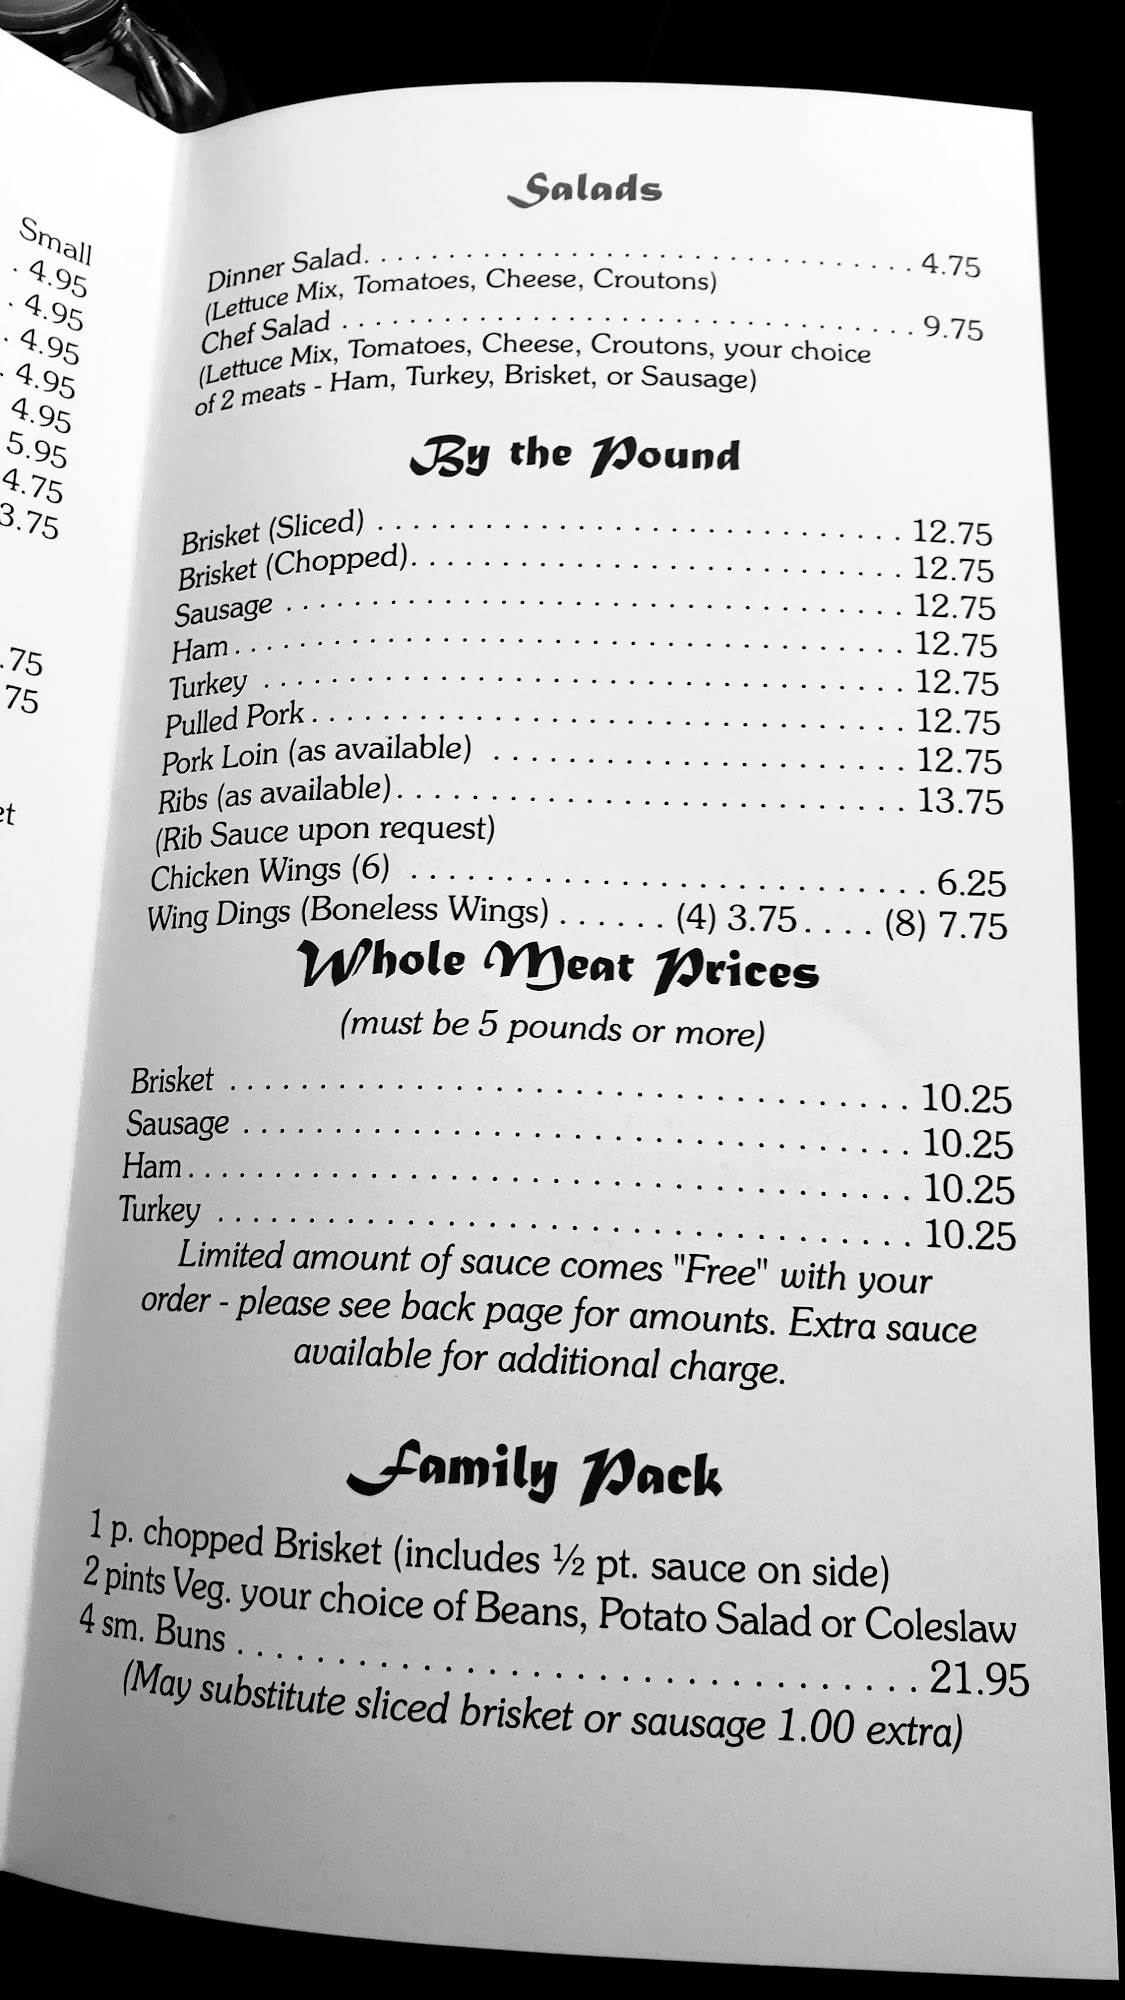 Small
. 4.95
. 4.95
. 4.95
. 4.95
4.95
5.95
4.75
3.75
.75
75
Salads
Dinner Salad. . . . . . . . . . . . . . . . . . . . . . . . . . . . . . . . . 4.75
(Lettuce Mix, Tomatoes, Cheese, Croutons)
Chef Salad . . . . . . . . . . . . . . . . . . . . . . . . . . . . . . . . . . . 9.75
(Lettuce Mix, Tomatoes, Cheese, Croutons, your choice
of 2 meats - Ham, Turkey, Brisket, or Sausage)
By the Pound
Brisket (Sliced) . . . . . . . . . . . . . . . . . . . . . . . . . . . . . . 12.75
Brisket (Chopped). . . . . . . . . . . . . . . . . . . . . . . . . . . . 12.75
Sausage . . . . . . . . . . . . . . . . . . . . . . . . . . . . . . . . . . . 12.75
Ham . . . . . . . . . . . . . . . . . . . . . . . . . . . . . . . . . . . . . . 12.75
Turkey . . . . . . . . . . . . . . . . . . . . . . . . . . . . . . . . . . . . 12.75
Pulled Pork . . . . . . . . . . . . . . . . . . . . . . . . . . . . . . . . . 12.75
Pork Loin (as available) . . . . . . . . . . . . . . . . . . . . . . . 12.75
Ribs (as available). . . . . . . . . . . . . . . . . . . . . . . . . . . . 13.75
(Rib Sauce upon request)
Chicken Wings (6) . . . . . . . . . . . . . . . . . . . . . . . . . . . . 6.25
Wing Dings (Boneless Wings) . . . . . . (4) 3.75 . . . . (8) 7.75
Whole Meat Prices
(must be 5 pounds or more)
Brisket . . . . . . . . . . . . . . . . . . . . . . . . . . . . . . . . . . . . 10.25
Sausage . . . . . . . . . . . . . . . . . . . . . . . . . . . . . . . . . . . 10.25
Ham . . . . . . . . . . . . . . . . . . . . . . . . . . . . . . . . . . . . . . 10.25
Turkey . . . . . . . . . . . . . . . . . . . . . . . . . . . . . . . . . . . . 10.25
Limited amount of sauce comes "Free" with your
order - please see back page for amounts. Extra sauce
available for additional charge.
Family Pack
1 p. chopped Brisket (includes ½ pt. sauce on side)
2 pints Veg. your choice of Beans, Potato Salad or Coleslaw
4 sm. Buns . . . . . . . . . . . . . . . . . . . . . . . . . . . . . . . . . 21.95
(May substitute sliced brisket or sausage 1.00 extra)